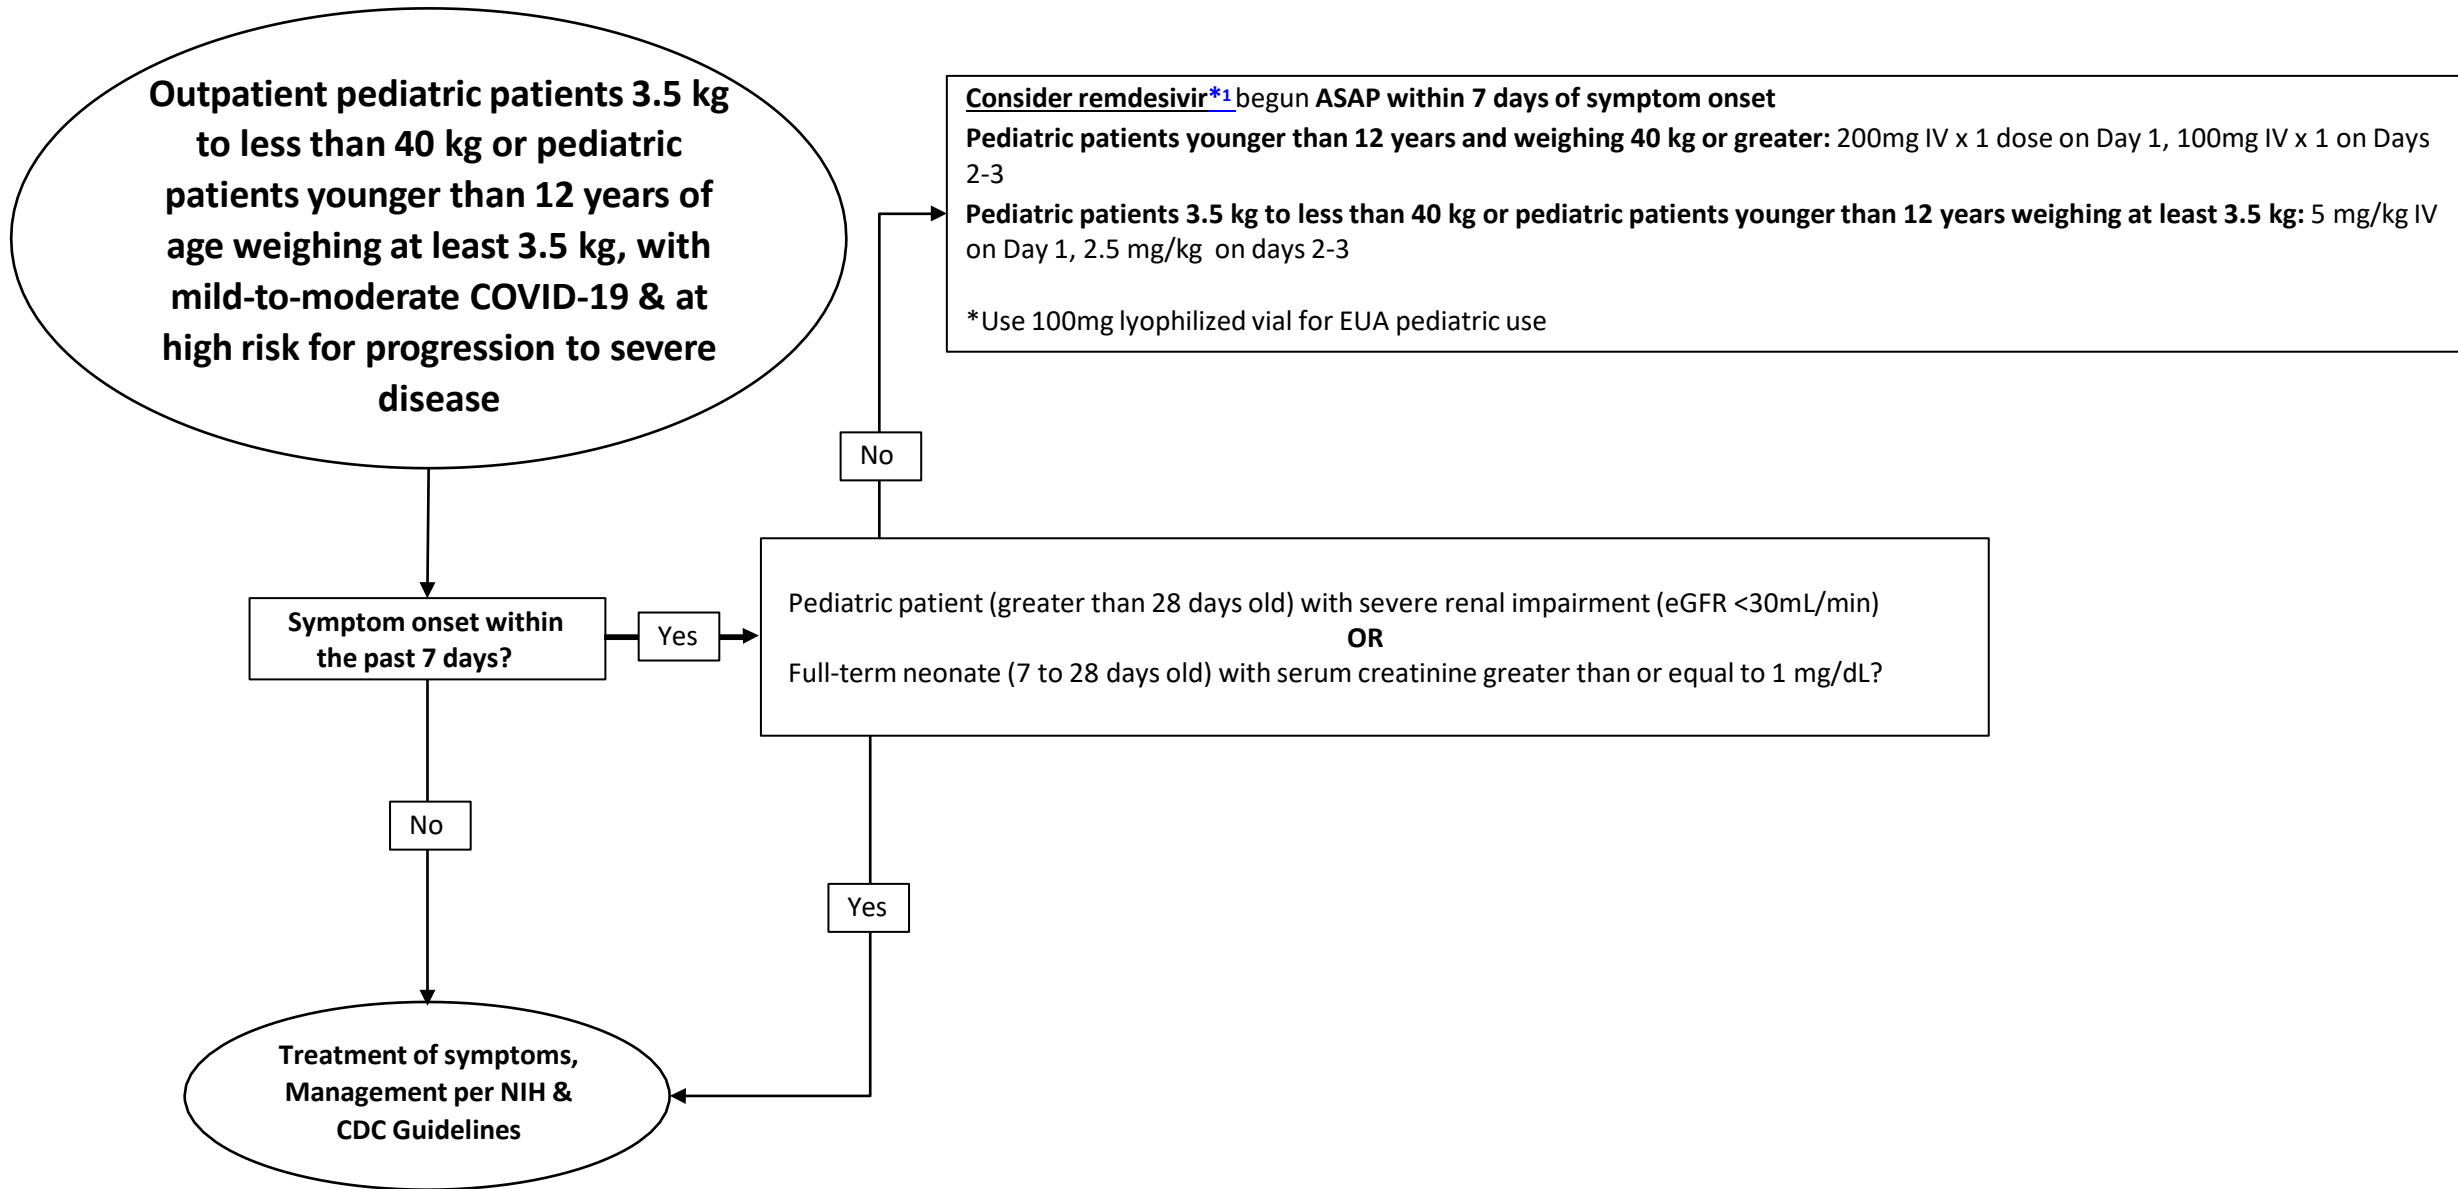 Outpatient pediatric patients 3.5 kg
to less than 40 kg or pediatric
patients younger than 12 years of
age weighing at least 3.5 kg, with
mild-to-moderate COVID-19 & at
high risk for progression to severe
disease
Consider remdesivir*1 begun ASAP within 7 days of symptom onset
Pediatric patients younger than 12 years and weighing 40 kg or greater: 200mg IV x 1 dose on Day 1, 100mg IV x 1 on Days
2-3
Pediatric patients 3.5 kg to less than 40 kg or pediatric patients younger than 12 years weighing at least 3.5 kg: 5 mg/kg IV
on Day 1, 2.5 mg/kg on days 2-3
*Use 100mg lyophilized vial for EUA pediatric use
No
Symptom onset within
the past 7 days?
Yes
Pediatric patient (greater than 28 days old) with severe renal impairment (eGFR <30mL/min)
OR
Full-term neonate (7 to 28 days old) with serum creatinine greater than or equal to 1 mg/dL?
No
Yes
Treatment of symptoms,
Management per NIH &
CDC Guidelines